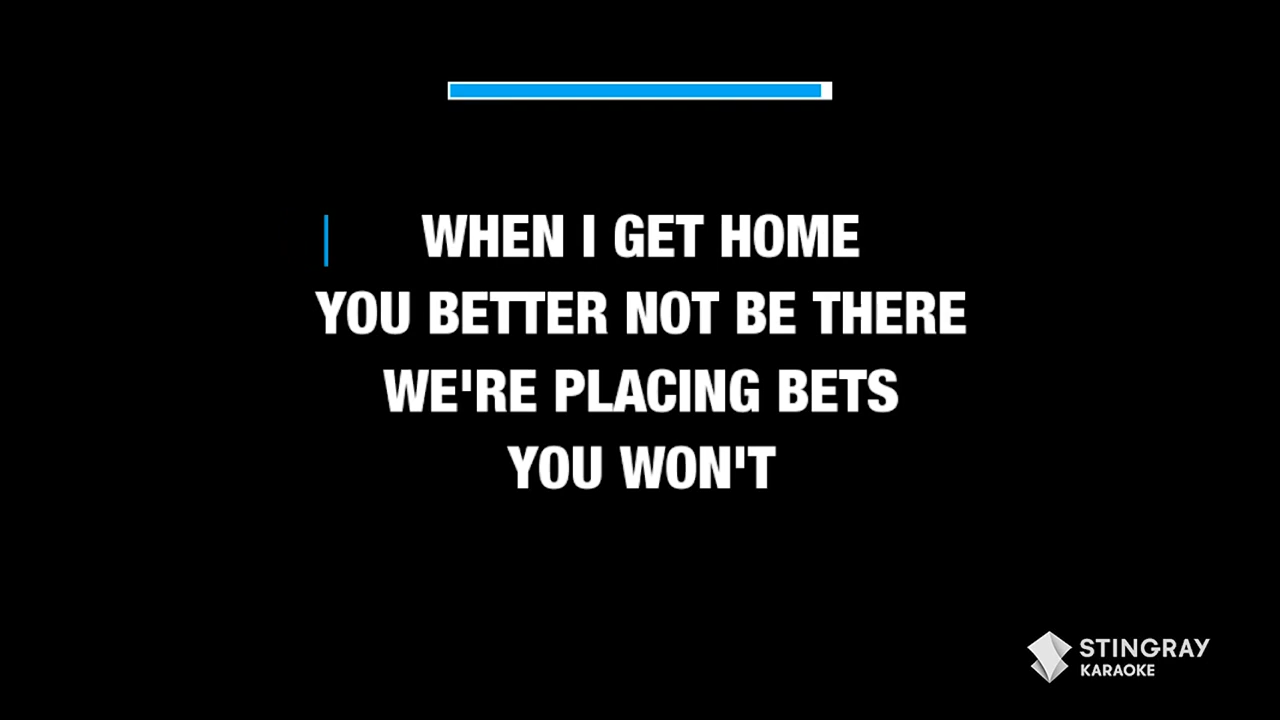 WHEN I GET HOME
YOU BETTER NOT BE THERE
WE'RE PLACING BETS
YOU WON'T
STINGRAY
KARAOKE